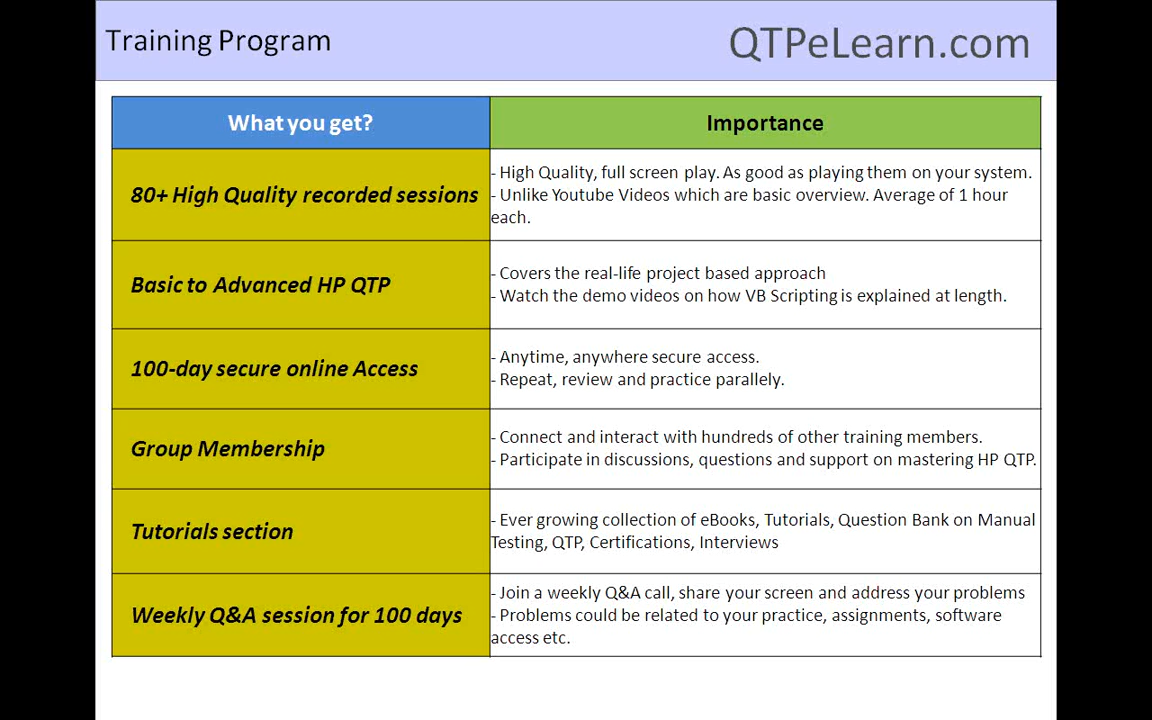 Training Program
QTPeLearn.com
What you get?
Importance
80+ High Quality recorded sessions
- High Quality, full screen play. As good as playing them on your system.
- Unlike Youtube Videos which are basic overview. Average of 1 hour
each.
Basic to Advanced HP QTP
- Covers the real-life project based approach
- Watch the demo videos on how VB Scripting is explained at length.
100-day secure online Access
- Anytime, anywhere secure access.
- Repeat, review and practice parallely.
Group Membership
- Connect and interact with hundreds of other training members.
- Participate in discussions, questions and support on mastering HP QTP.
Tutorials section
- Ever growing collection of eBooks, Tutorials, Question Bank on Manual
Testing, QTP, Certifications, Interviews
Weekly Q&A session for 100 days
- Join a weekly Q&A call, share your screen and address your problems
- Problems could be related to your practice, assignments, software
access etc.